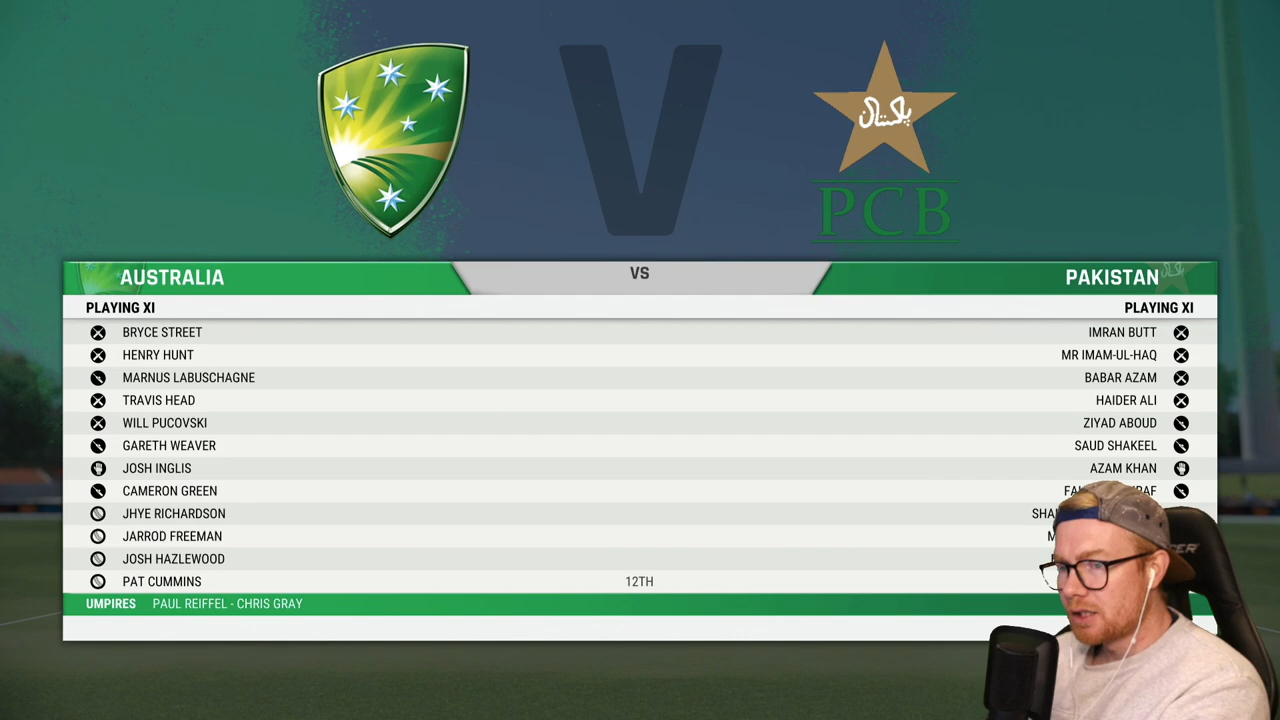 V
پاکستان
PCB
AUSTRALIA VS PAKISTAN
PLAYING XI PLAYING XI
BRYCE STREET IMRAN BUTT
HENRY HUNT MR IMAM-UL-HAQ
MARNUS LABUSCHAGNE BABAR AZAM
TRAVIS HEAD HAIDER ALI
WILL PUCOVSKI ZIYAD ABOUD
GARETH WEAVER SAUD SHAKEEL
JOSH INGLIS AZAM KHAN
CAMERON GREEN
JHYE RICHARDSON
JARROD FREEMAN
JOSH HAZLEWOOD
PAT CUMMINS 12TH
UMPIRES PAUL REIFFEL - CHRIS GRAY